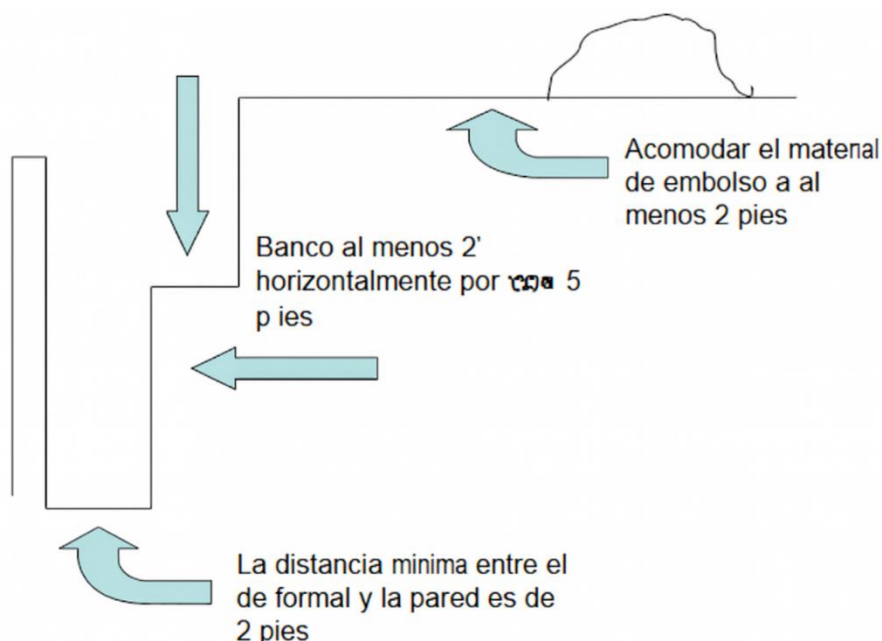 Acomodar el material
de embolso a al
menos 2 pies
Banco al menos 2'
horizontalmente por 5
p ies
La distancia minima entre el
de formal y la pared es de
2 pies